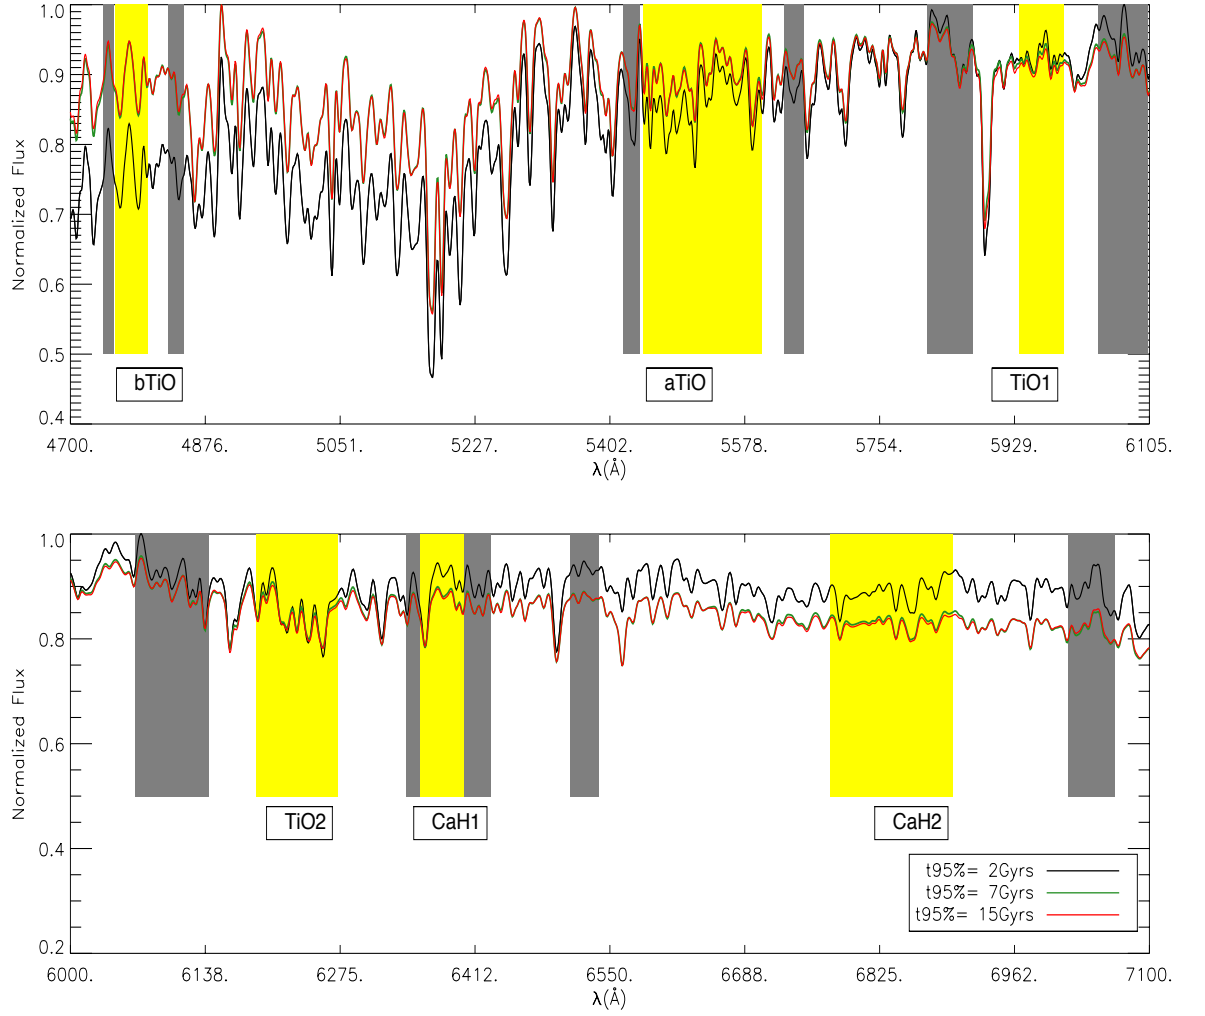 1.0
0.9
0.8
0.7
0.6
0.5
0.4
Normalized Flux
bTiO
aTiO
TiO1
4700. 4876. 5051. 5227. 5402. 5578. 5754. 5929. 6105.
λ(Å)
1.0
0.8
0.6
0.4
0.2
Normalized Flux
TiO2
CaH1
CaH2
t95%= 2Gyrs
t95%= 7Gyrs
t95%= 15Gyrs
6000. 6138. 6275. 6412. 6550. 6688. 6825. 6962. 7100.
λ(Å)